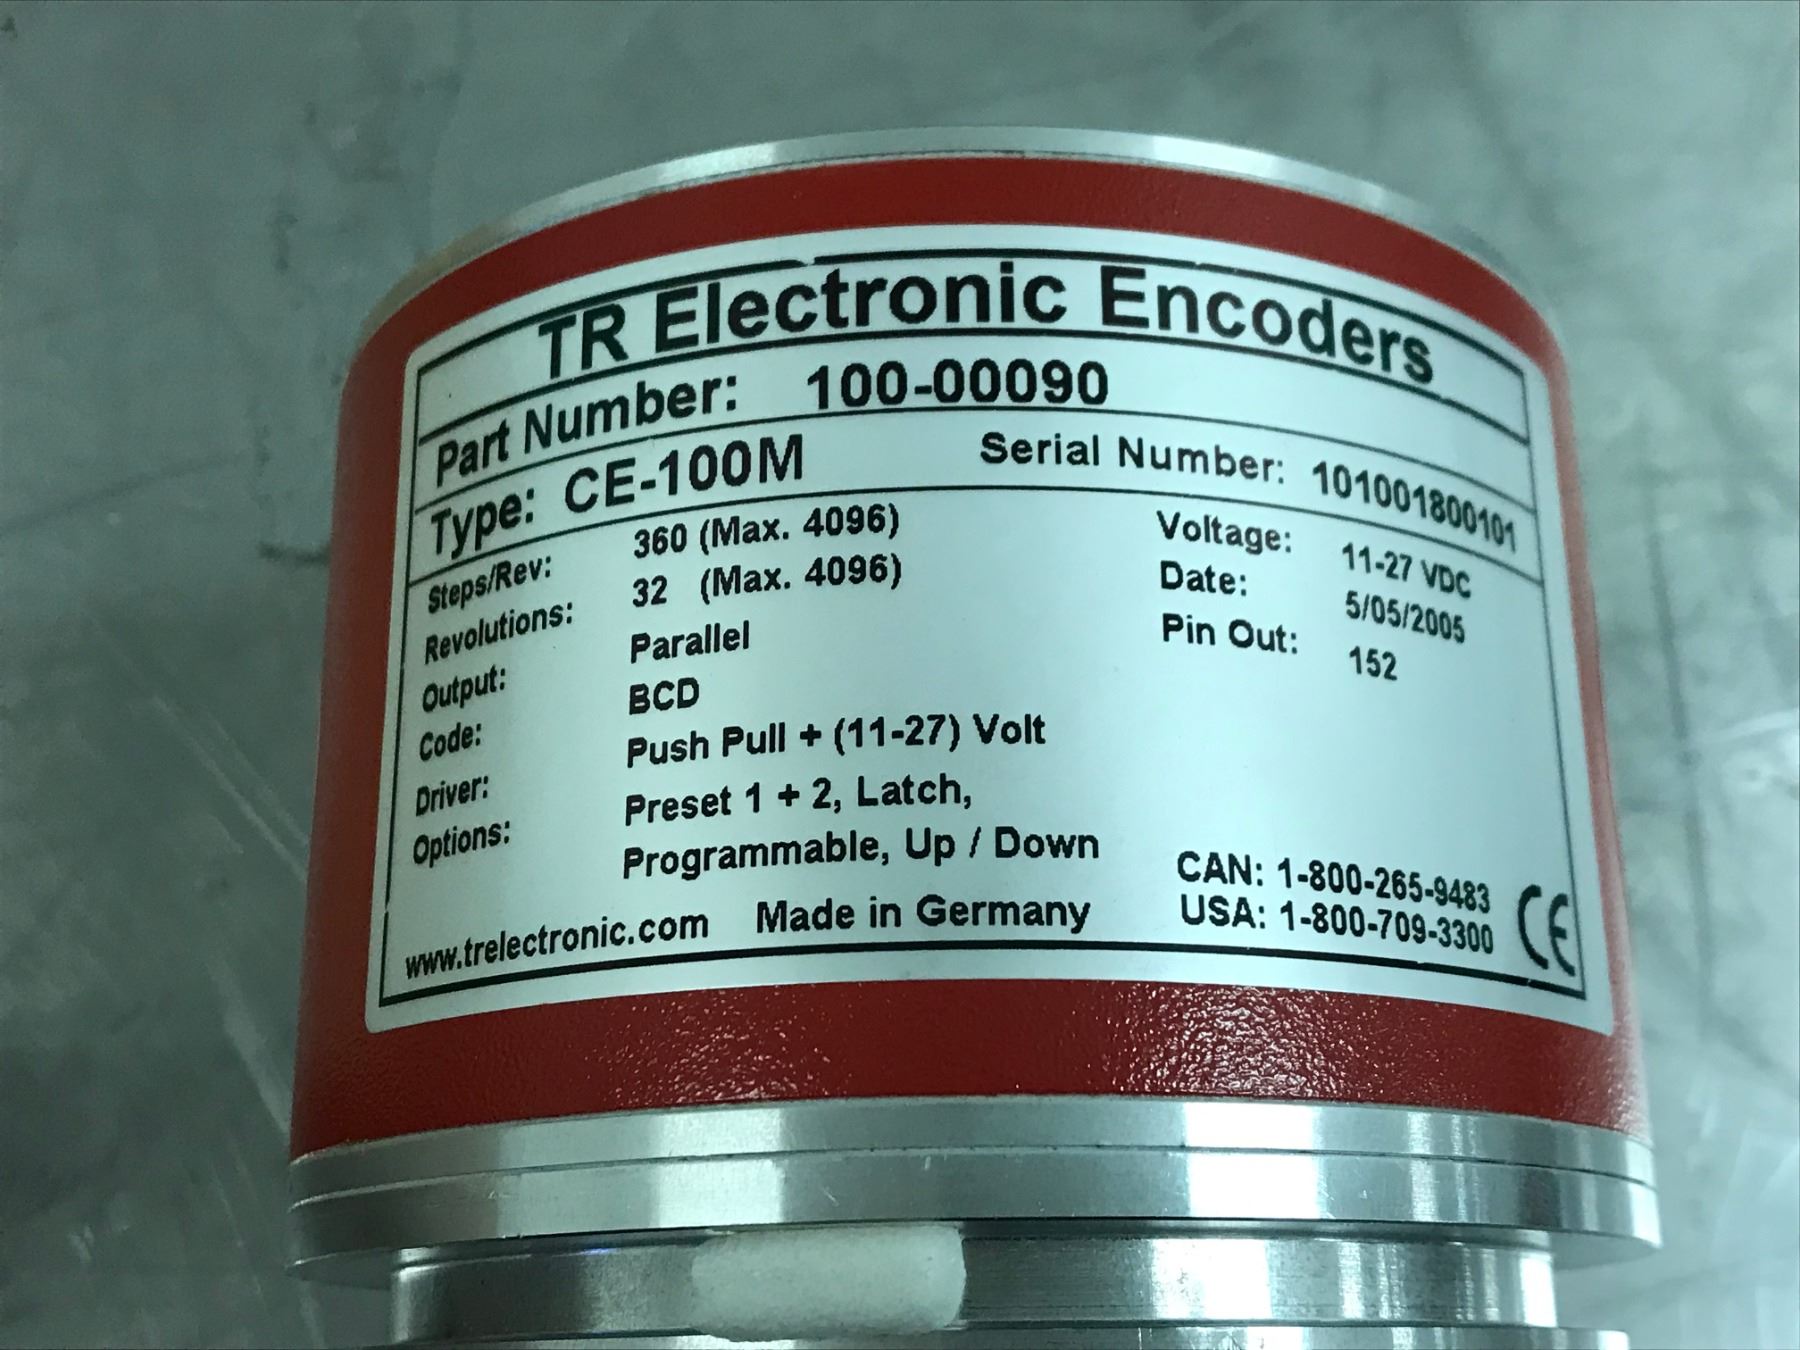 TR Electronic Encoders
Part Number: 100-00090
Type: CE-100M Serial Number: 101001800101
Steps/Rev: 360 (Max. 4096) Voltage: 11-27 VDC
Revolutions: 32 (Max. 4096) Date: 5/05/2005
Output: Parallel Pin Out: 152
Code: BCD
Driver: Push Pull + (11-27) Volt
Options: Preset 1 + 2, Latch,
Programmable, Up / Down
CAN: 1-800-265-9483
www.trelectronic.com Made in Germany USA: 1-800-709-3300 CE